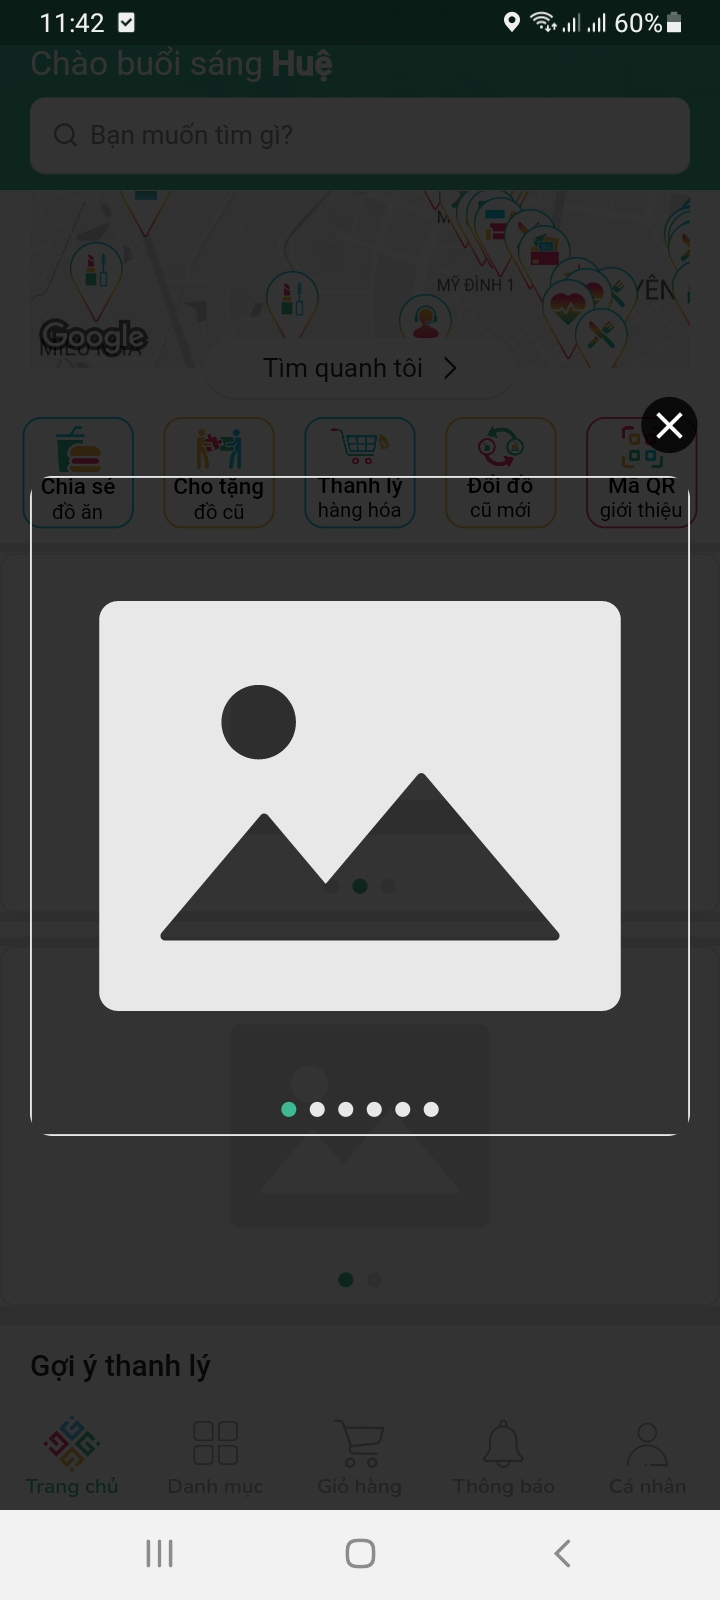 11:42
60%
Chào buổi sáng Huệ
Bạn muốn tìm gì?
MỸ ĐÌNH 1
YÊN
Google
Tìm quanh tôi
Chia sẻ
đồ ăn
Cho tặng
đồ cũ
Thanh lý
hàng hóa
Đổi đồ
cũ mới
Mã QR
giới thiệu
Gợi ý thanh lý
Trang chủ
Danh mục
Giỏ hàng
Thông báo
Cá nhân